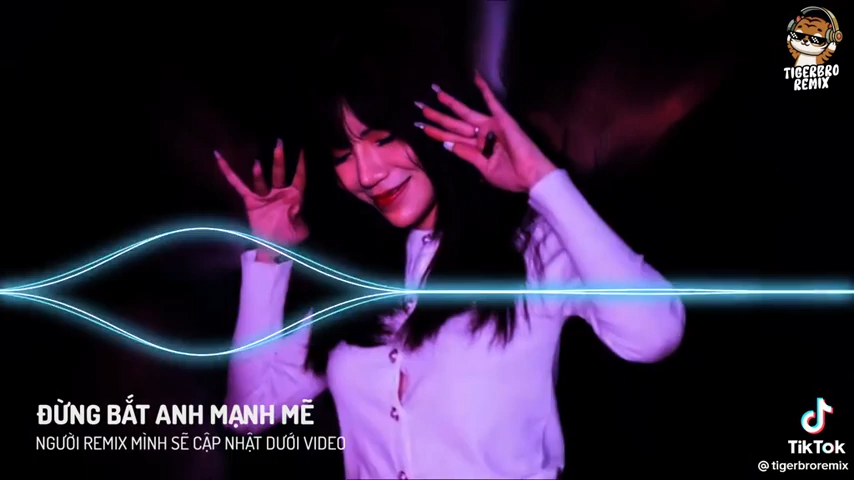 TIGERBRO
REMIX
ĐỪNG BẮT ANH MẠNH MẼ
NGƯỜI REMIX MÌNH SẼ CẬP NHẬT DƯỚI VIDEO
TikTok
@tigerbroremix